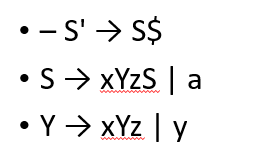 • – S' → S$
• S → xYzS | a
• Y → xYz | y